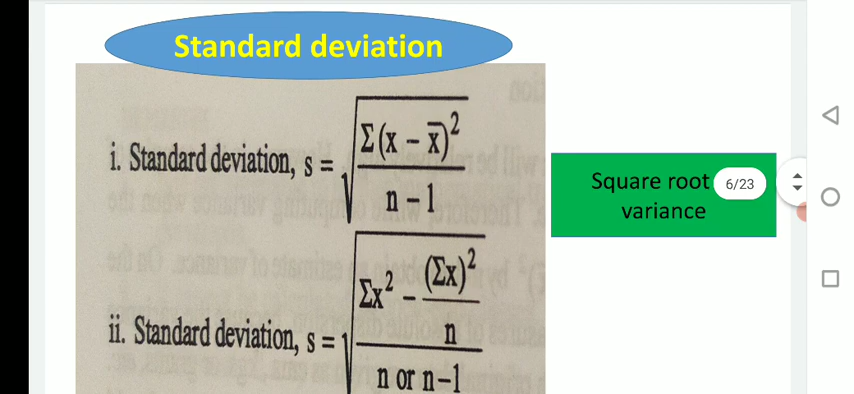 Standard deviation
i. Standard deviation, s = √(Σ(x – x̄)² / n – 1)
Square root
variance
6/23
ii. Standard deviation, s = √((Σx² – (Σx)² / n) / n or n–1)